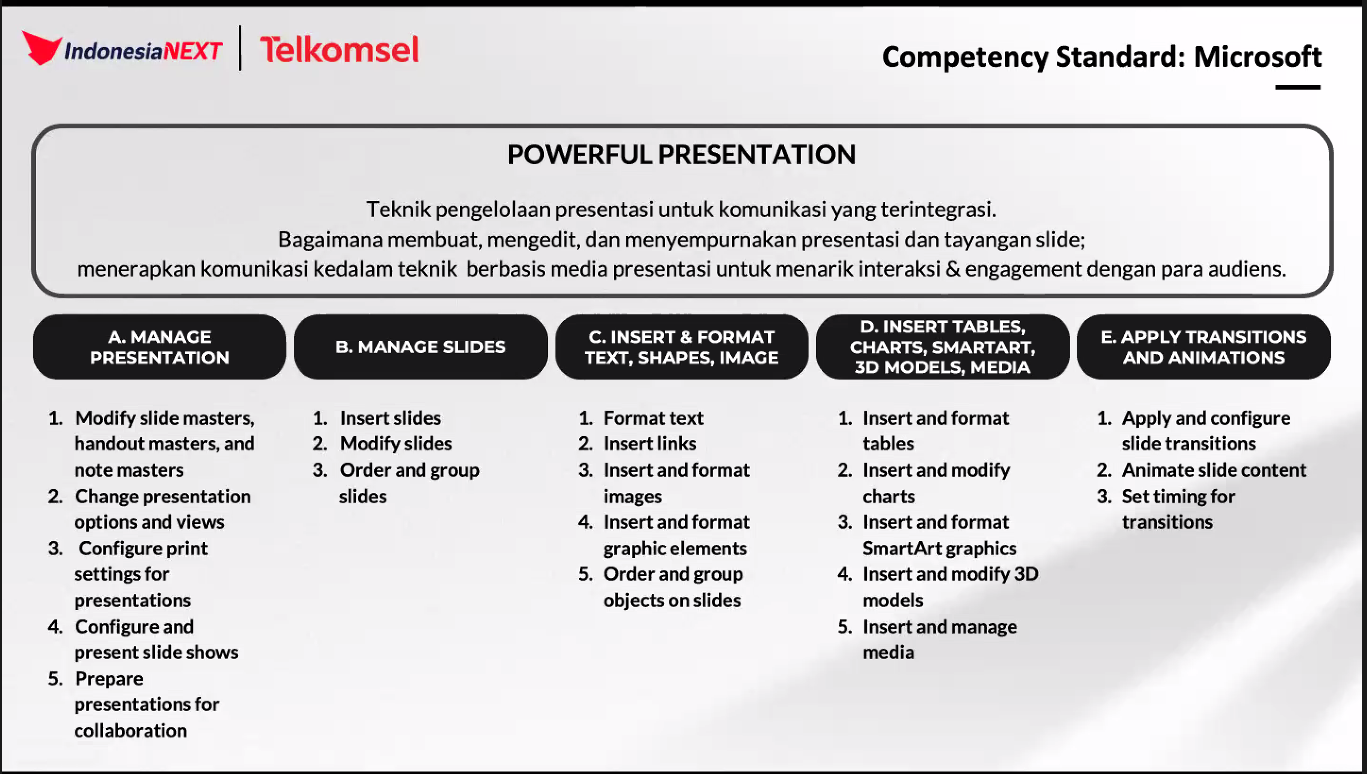 IndonesiaNEXT
Telkomsel
Competency Standard: Microsoft
POWERFUL PRESENTATION
Teknik pengelolaan presentasi untuk komunikasi yang terintegrasi.
Bagaimana membuat, mengedit, dan menyempurnakan presentasi dan tayangan slide;
menerapkan komunikasi kedalam teknik berbasis media presentasi untuk menarik interaksi & engagement dengan para audiens.
A. MANAGE
PRESENTATION
1. Modify slide masters,
handout masters, and
note masters
2. Change presentation
options and views
3. Configure print
settings for
presentations
4. Configure and
present slide shows
5. Prepare
presentations for
collaboration
B. MANAGE SLIDES
1. Insert slides
2. Modify slides
3. Order and group
slides
C. INSERT & FORMAT
TEXT, SHAPES, IMAGE
1. Format text
2. Insert links
3. Insert and format
images
4. Insert and format
graphic elements
5. Order and group
objects on slides
D. INSERT TABLES,
CHARTS, SMARTART,
3D MODELS, MEDIA
1. Insert and format
tables
2. Insert and modify
charts
3. Insert and format
SmartArt graphics
4. Insert and modify 3D
models
5. Insert and manage
media
E. APPLY TRANSITIONS
AND ANIMATIONS
1. Apply and configure
slide transitions
2. Animate slide content
3. Set timing for
transitions